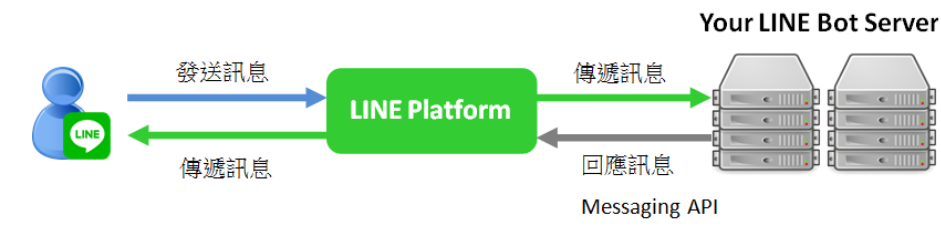 Your LINE Bot Server
發送訊息
傳遞訊息
LINE Platform
LINE
傳遞訊息
回應訊息
Messaging API